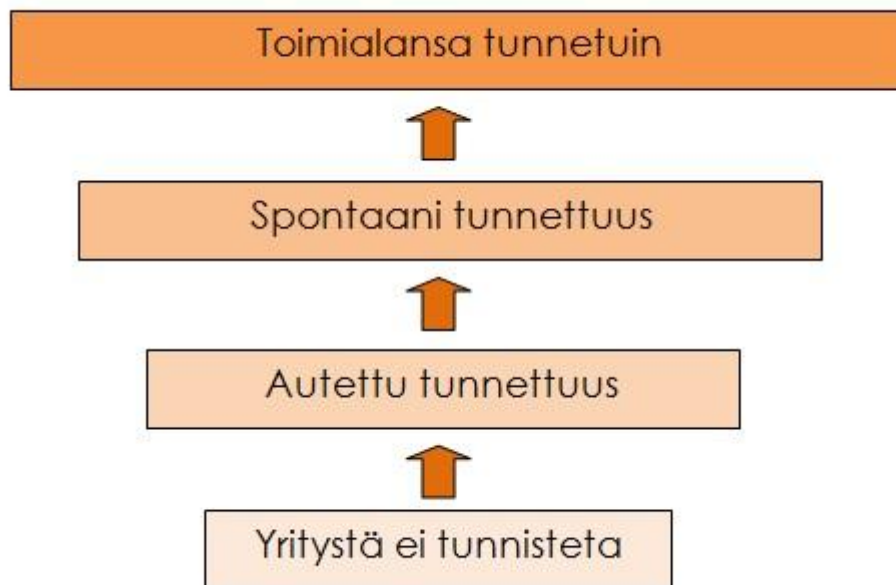 Toimialansa tunnetuin
Spontaani tunnettuus
Autettu tunnettuus
Yritystä ei tunnisteta